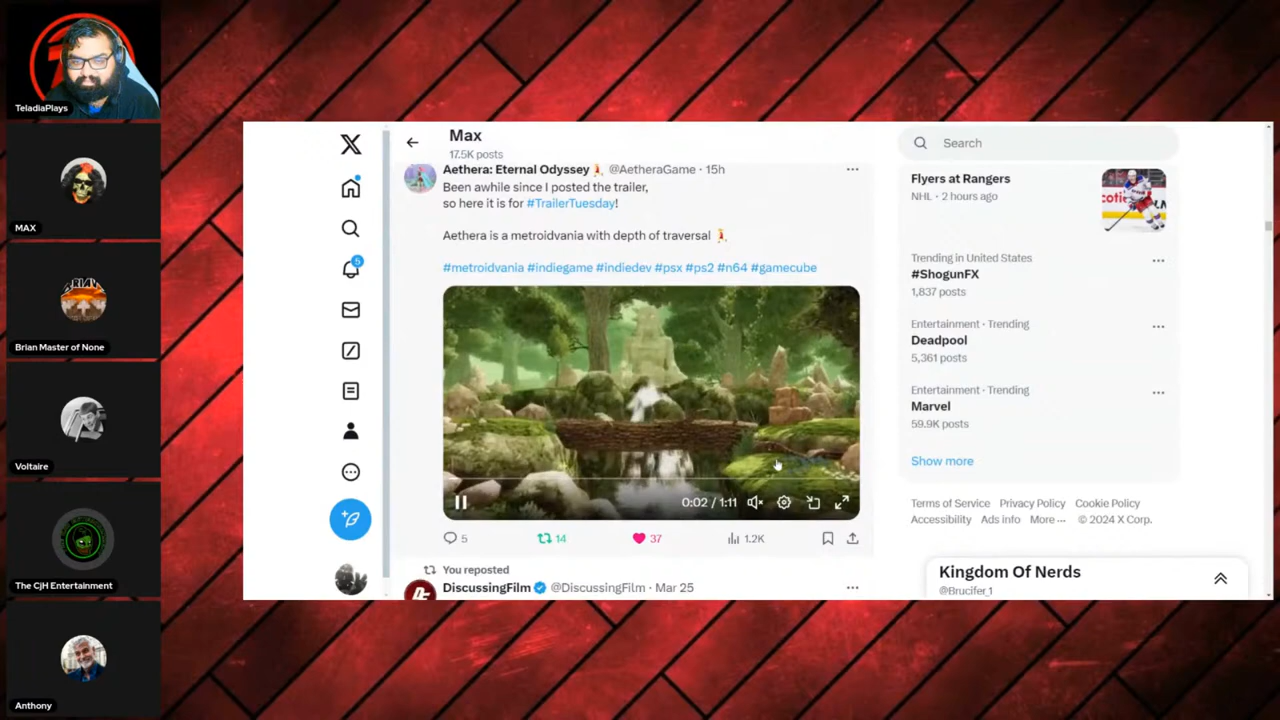 TeladiaPlays
MAX
BRIAN
Brian Master of None
Voltaire
The CjH Entertainment
Anthony
Max
17.5K posts
Aethera: Eternal Odyssey 💃 @AetheraGame · 15h
Been awhile since I posted the trailer,
so here it is for #TrailerTuesday!
Aethera is a metroidvania with depth of traversal 💃
#metroidvania #indiegame #indiedev #psx #ps2 #n64 #gamecube
0:02 / 1:11
5
14
37
1.2K
You reposted
DiscussingFilm @DiscussingFilm · Mar 25
5
Search
Flyers at Rangers
NHL · 2 hours ago
Trending in United States
#ShogunFX
1,837 posts
Entertainment · Trending
Deadpool
5,361 posts
Entertainment · Trending
Marvel
59.9K posts
Show more
Terms of Service Privacy Policy Cookie Policy
Accessibility Ads info More ··· © 2024 X Corp.
Kingdom Of Nerds
@Brucifer_1